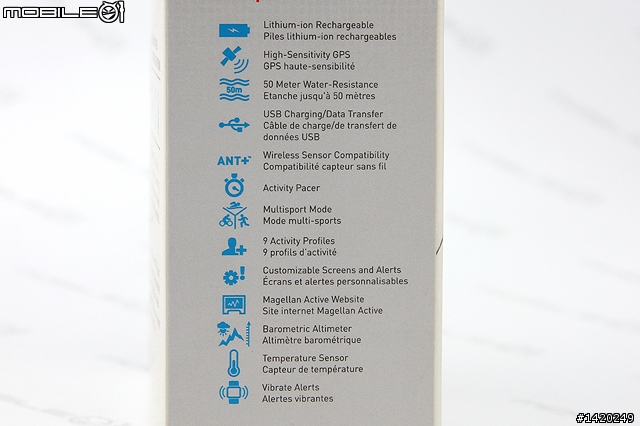 MOBILE01
Lithium-ion Rechargeable
Piles lithium-ion rechargeables
High-Sensitivity GPS
GPS haute-sensibilité
50m
50 Meter Water-Resistance
Etanche jusqu'à 50 mètres
USB Charging/Data Transfer
Câble de charge/de transfert de
données USB
ANT+
Wireless Sensor Compatibility
Compatibilité capteur sans fil
Activity Pacer
Multisport Mode
Mode multi-sports
9 Activity Profiles
9 profils d'activité
Customizable Screens and Alerts
Écrans et alertes personnalisables
Magellan Active Website
Site internet Magellan Active
Barometric Altimeter
Altimètre barométrique
Temperature Sensor
Capteur de température
Vibrate Alerts
Alertes vibrantes
#1420249